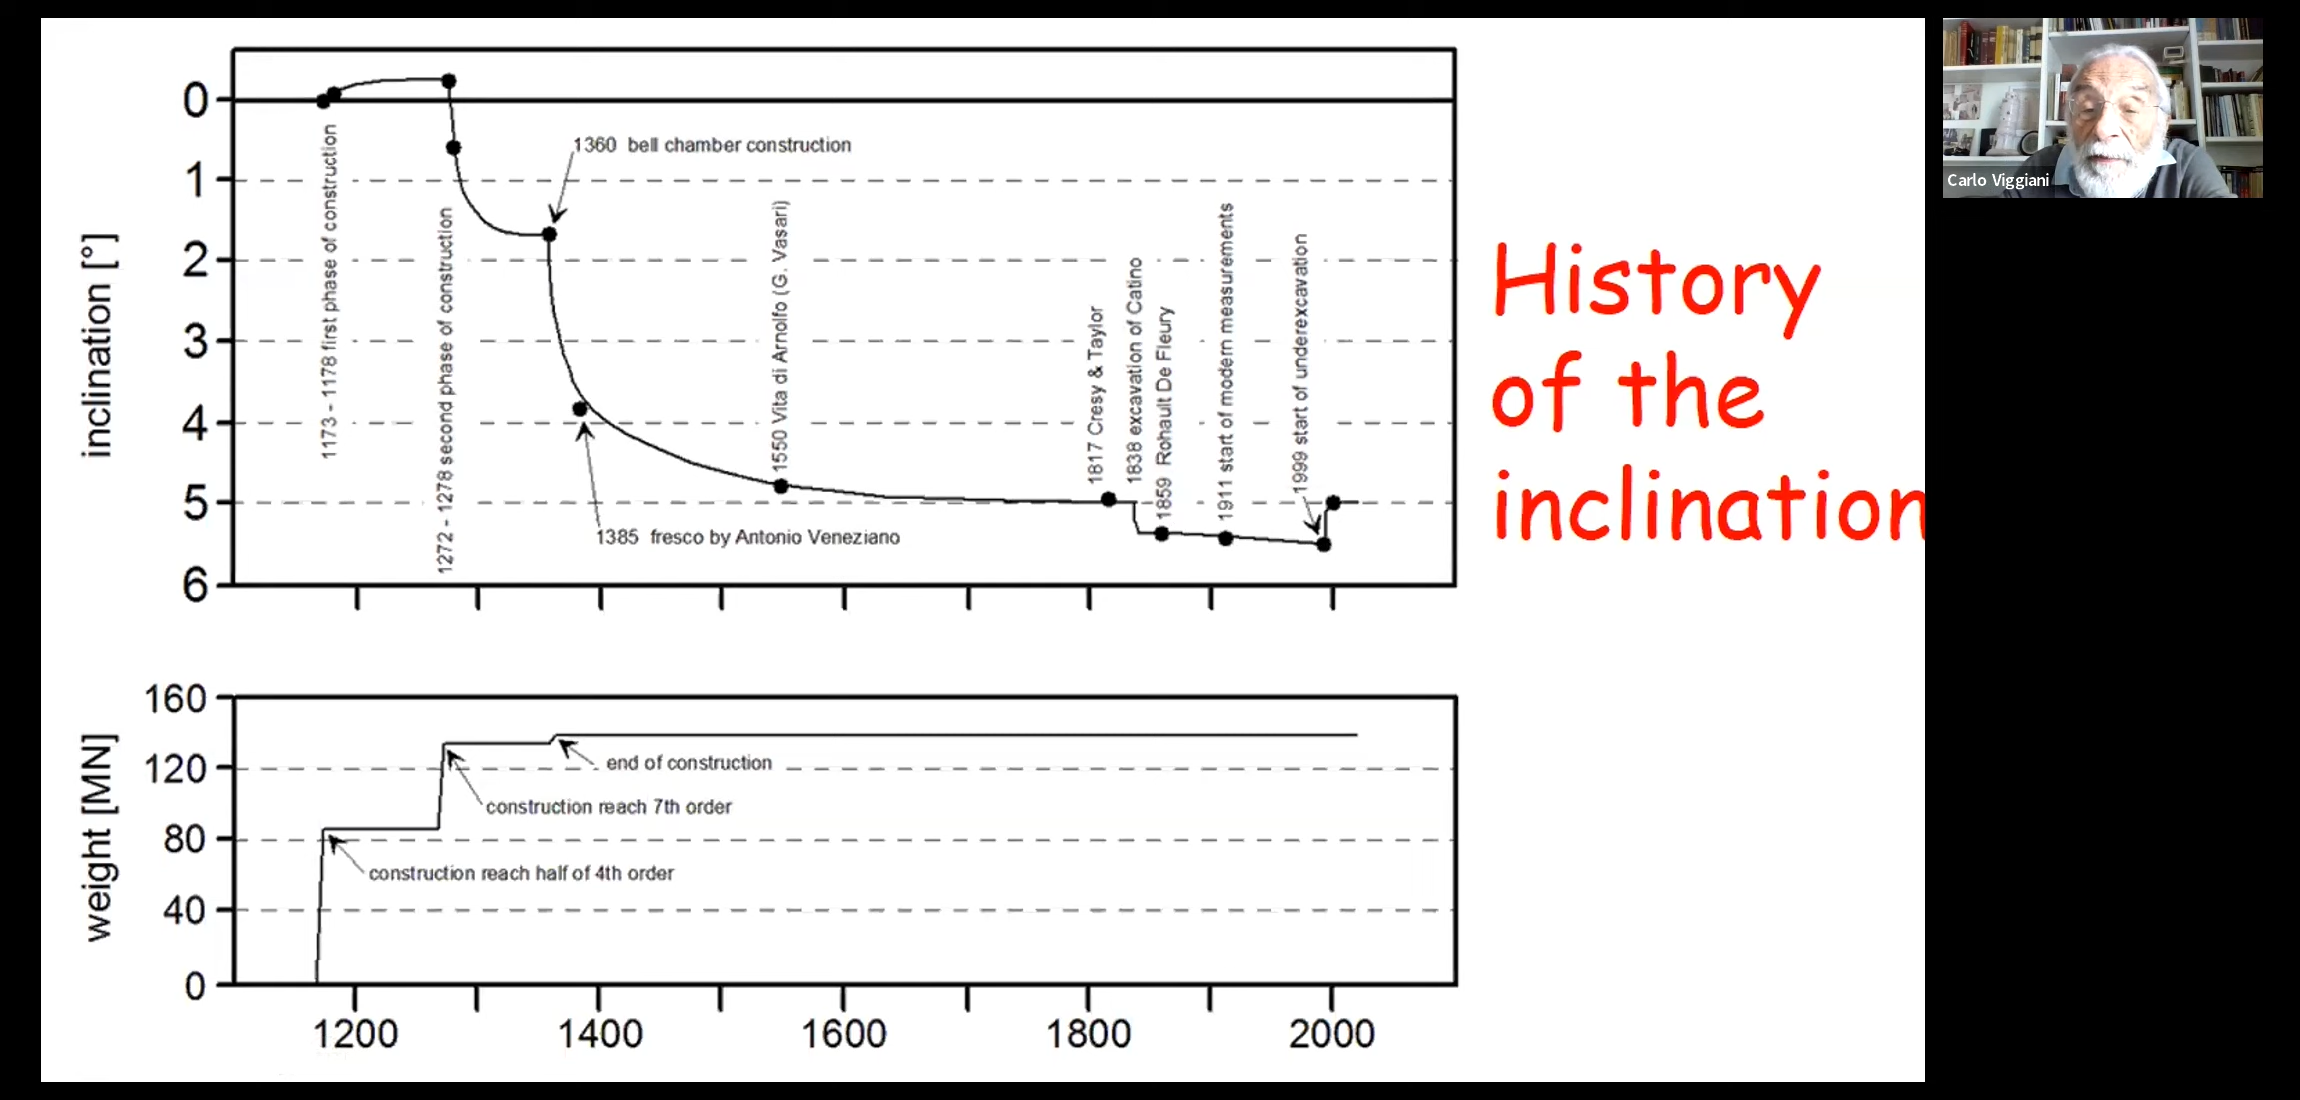 0
1
2
3
4
5
6
inclination [°]
1173 - 1178 first phase of construction
1272 - 1278 second phase of construction
1360 bell chamber construction
1385 fresco by Antonio Veneziano
1550 Vita di Arnolfo (G. Vasari)
1817 Cresy & Taylor
1838 excavation of Catino
1859 Rohault De Fleury
1911 start of modern measurements
1999 start of underexcavation
History
of the
inclination
Carlo Viggiani
160
120
80
40
0
weight [MN]
end of construction
construction reach 7th order
construction reach half of 4th order
1200 1400 1600 1800 2000